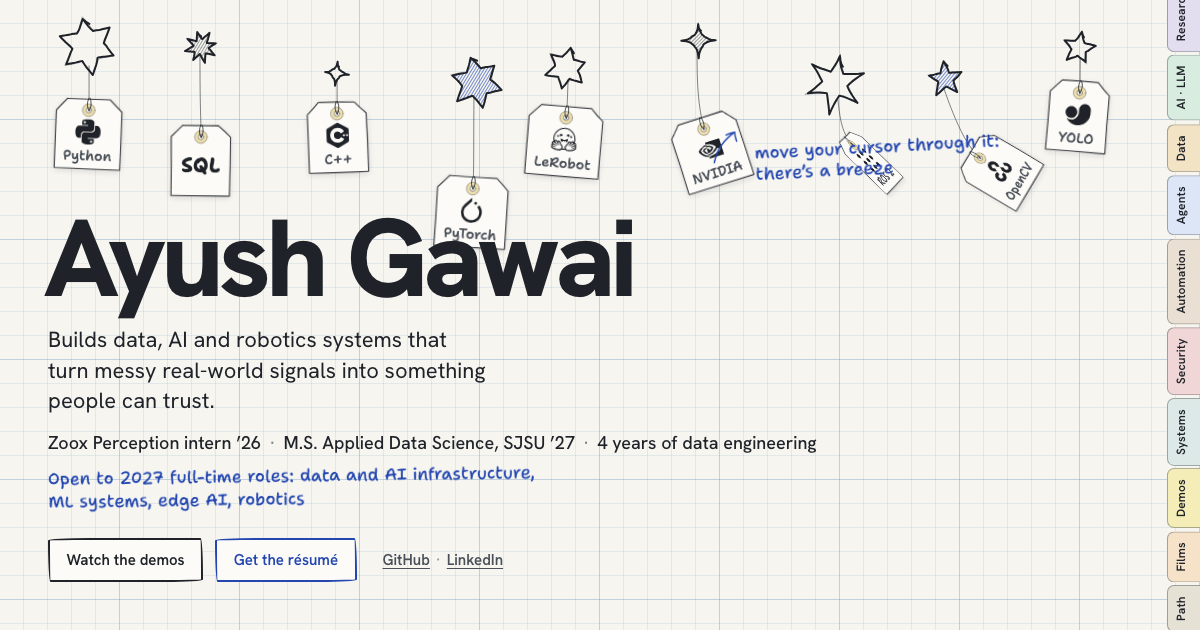 Python
SQL
C++
PyTorch
LeRobot
NVIDIA
move your cursor through it:
there's a breeze
OpenCV
YOLO
Ayush Gawai
Builds data, AI and robotics systems that
turn messy real-world signals into something
people can trust.
Zoox Perception intern ’26 · M.S. Applied Data Science, SJSU ’27 · 4 years of data engineering
Open to 2027 full-time roles: data and AI infrastructure,
ML systems, edge AI, robotics
Watch the demos
Get the résumé
GitHub · LinkedIn
AI · LLM
Data
Agents
Automation
Security
Systems
Demos
Films
Path